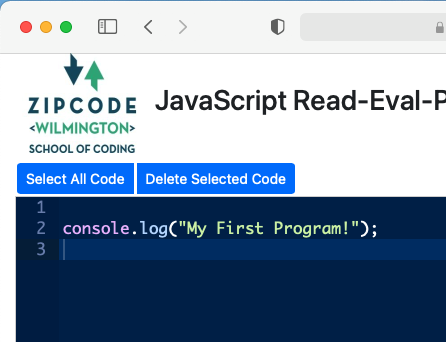 ZIPCODE
<WILMINGTON>
SCHOOL OF CODING
JavaScript Read-Eval-P
Select All Code
Delete Selected Code
1
2 console.log("My First Program!");
3